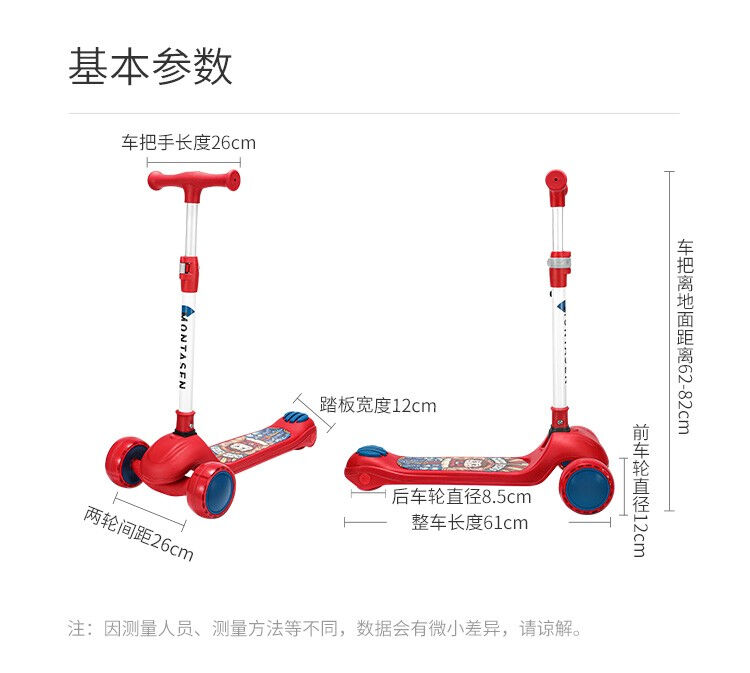 基本参数
车把手长度26cm
车把离地面距离62-82cm
MONTASEN
踏板宽度12cm
前车轮直径12cm
后车轮直径8.5cm
整车长度61cm
两轮间距26cm
注：因测量人员、测量方法等不同，数据会有微小差异，请谅解。